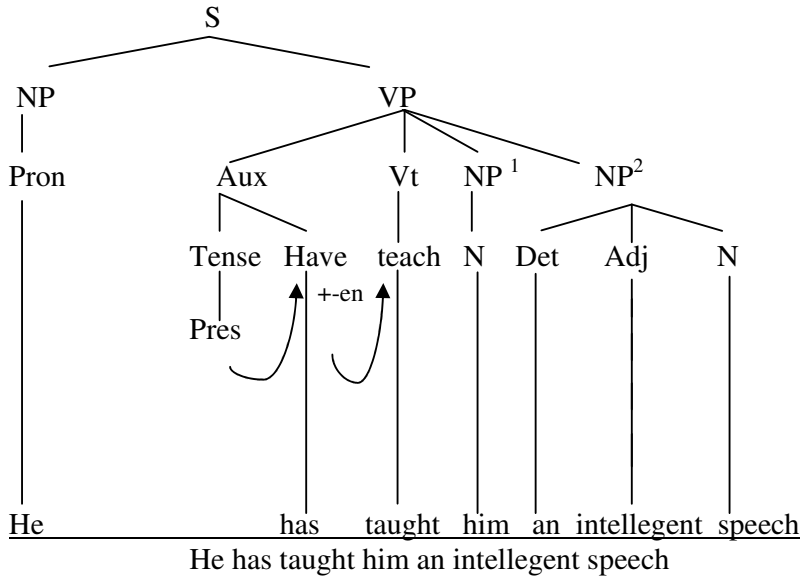 S
NP VP
Pron Aux Vt NP 1 NP2
Tense Have teach N Det Adj N
+-en
Pres
He has taught him an intellegent speech
He has taught him an intellegent speech